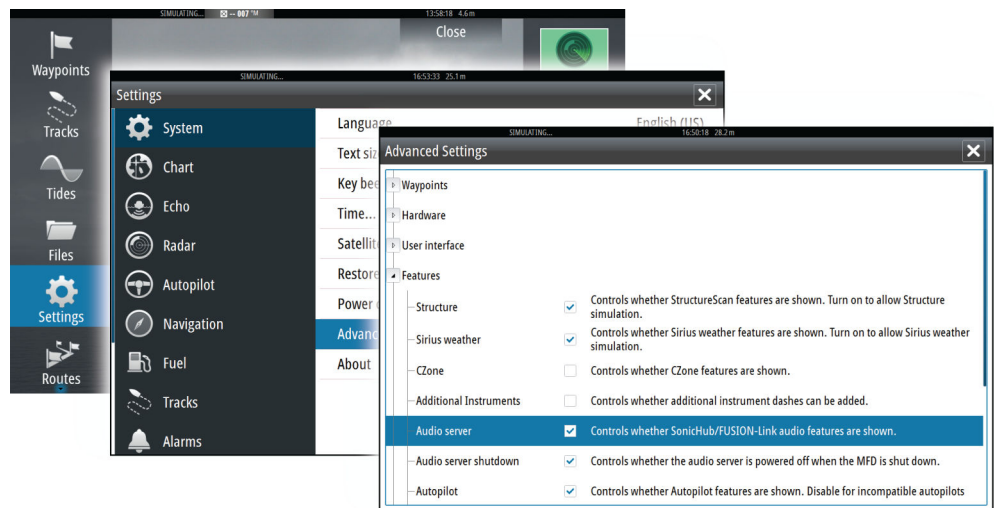 SIMULATING... -- 007 °M 13:58:18 4.6 m
Close
Waypoints
Tracks
Tides
Files
Settings
Routes
SIMULATING... 16:53:33 25.1 m
Settings
System
Chart
Echo
Radar
Autopilot
Navigation
Fuel
Tracks
Alarms
Language English (US)
Text siz
Key bee
Time...
Satellit
Restore
Power
Advanc
About
SIMULATING... 16:50:18 28.2 m
Advanced Settings
Waypoints
Hardware
User interface
Features
Structure Controls whether StructureScan features are shown. Turn on to allow Structure
simulation.
Sirius weather Controls whether Sirius weather features are shown. Turn on to allow Sirius weather
simulation.
CZone Controls whether CZone features are shown.
Additional Instruments Controls whether additional instrument dashes can be added.
Audio server Controls whether SonicHub/FUSION-Link audio features are shown.
Audio server shutdown Controls whether the audio server is powered off when the MFD is shut down.
Autopilot Controls whether Autopilot features are shown. Disable for incompatible autopilots